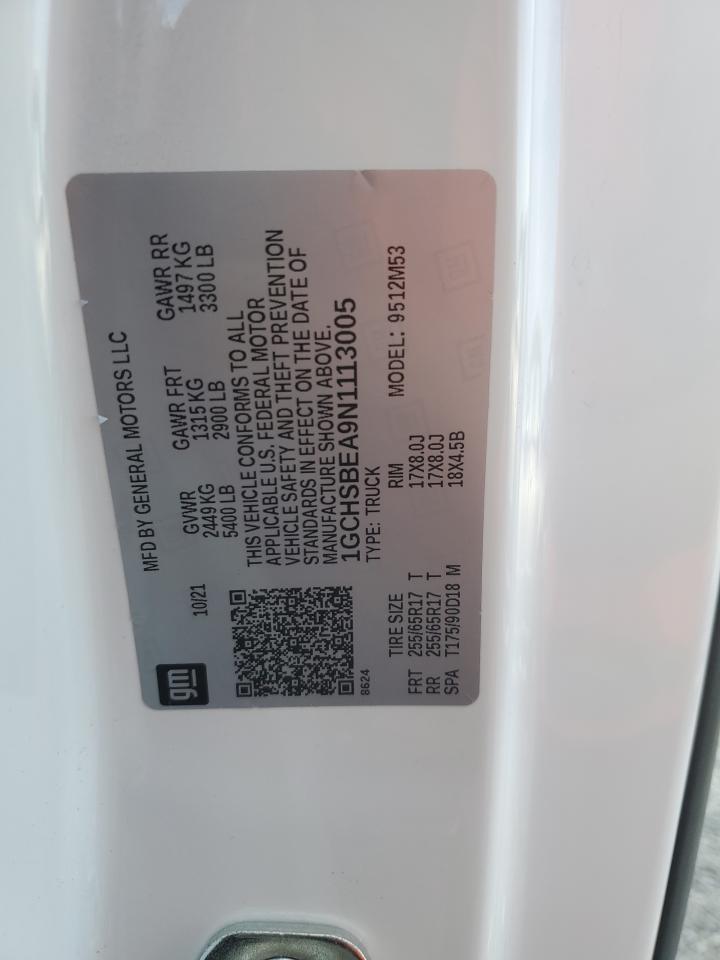 gm
10/21
MFD BY GENERAL MOTORS LLC
GVWR GAWR FRT GAWR RR
2449 KG 1315 KG 1497 KG
5400 LB 2900 LB 3300 LB
THIS VEHICLE CONFORMS TO ALL
APPLICABLE U.S. FEDERAL MOTOR
VEHICLE SAFETY AND THEFT PREVENTION
STANDARDS IN EFFECT ON THE DATE OF
MANUFACTURE SHOWN ABOVE.
1GCHSBEA9N1113005
8624
TYPE: TRUCK
MODEL: 9512M53
TIRE SIZE RIM
FRT 255/65R17 T 17X8.0J
RR 255/65R17 T 17X8.0J
SPA T175/90D18 M 18X4.5B